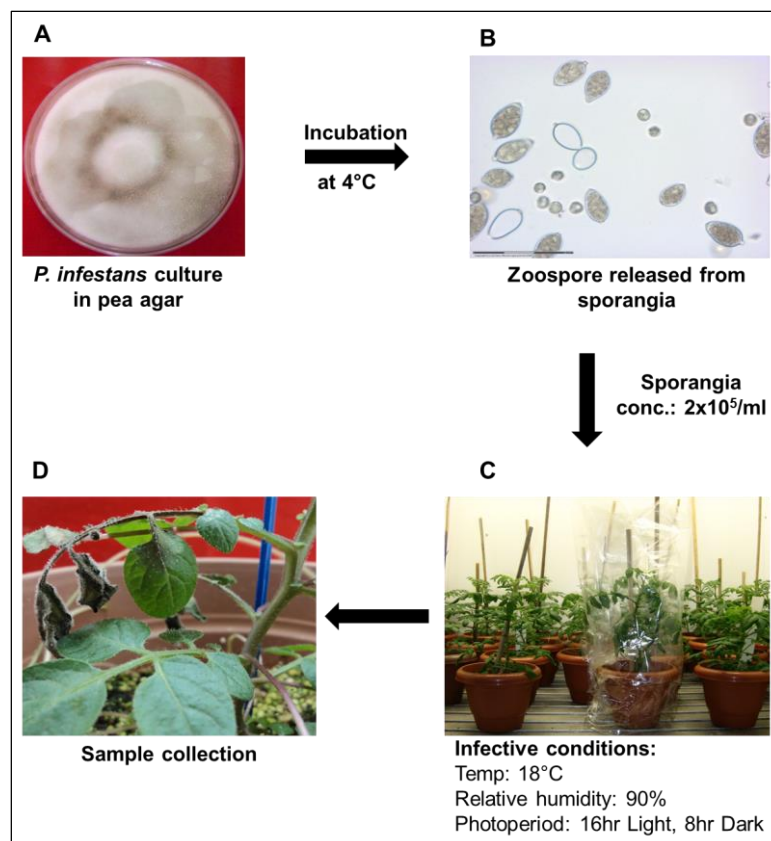 A
B
Incubation
at 4°C
P. infestans culture
in pea agar
Zoospore released from
sporangia
Sporangia
conc.: 2x10⁵/ml
D
C
Sample collection
Infective conditions:
Temp: 18°C
Relative humidity: 90%
Photoperiod: 16hr Light, 8hr Dark